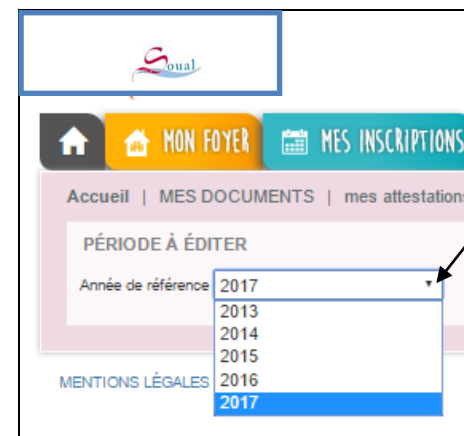 Soual
MON FOYER MES INSCRIPTIONS
Accueil | MES DOCUMENTS | mes attestations
PÉRIODE À ÉDITER
Année de référence 2017
2013
2014
2015
2016
2017
MENTIONS LÉGALES